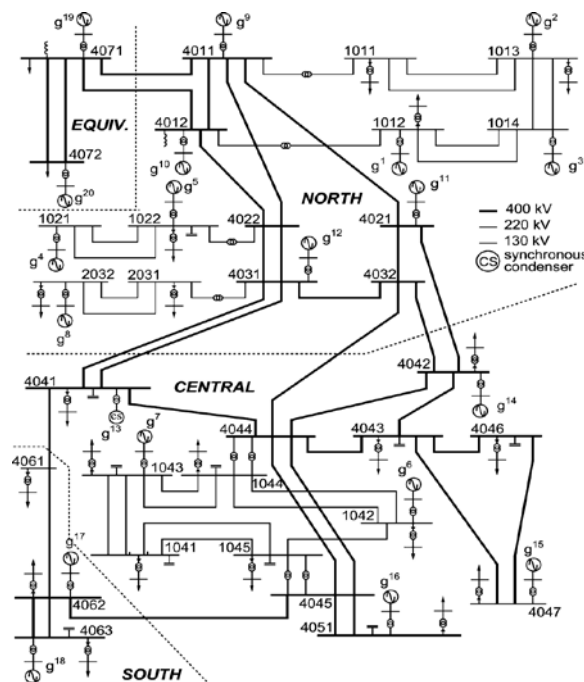 g19
g9
g2
4071
4011
1011
1013
4012
1012
1014
EQUIV.
g10
g1
g3
4072
g5
g11
g20
NORTH
400 kV
220 kV
130 kV
CS synchronous
condenser
1021
1022
4022
g12
4021
g4
2032
2031
4031
4032
g8
4042
CENTRAL
4041
g14
CS
g13
g7
4044
4043
4046
4061
1043
1044
g6
g17
1042
1041
1045
g15
g16
4062
4045
4047
4063
4051
g18
SOUTH